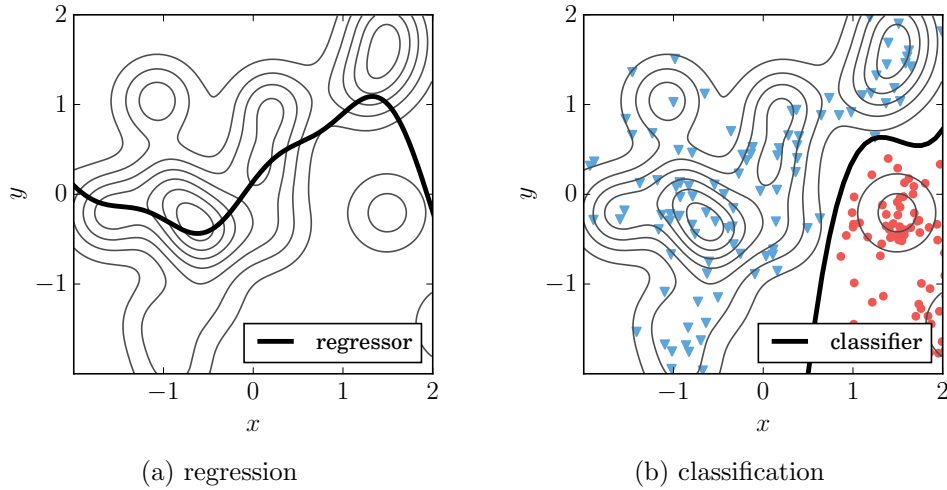 2
1
0
−1
y
−1
0
1
2
x
regressor
(a) regression
2
1
0
−1
y
−1
0
1
2
x
classifier
(b) classification